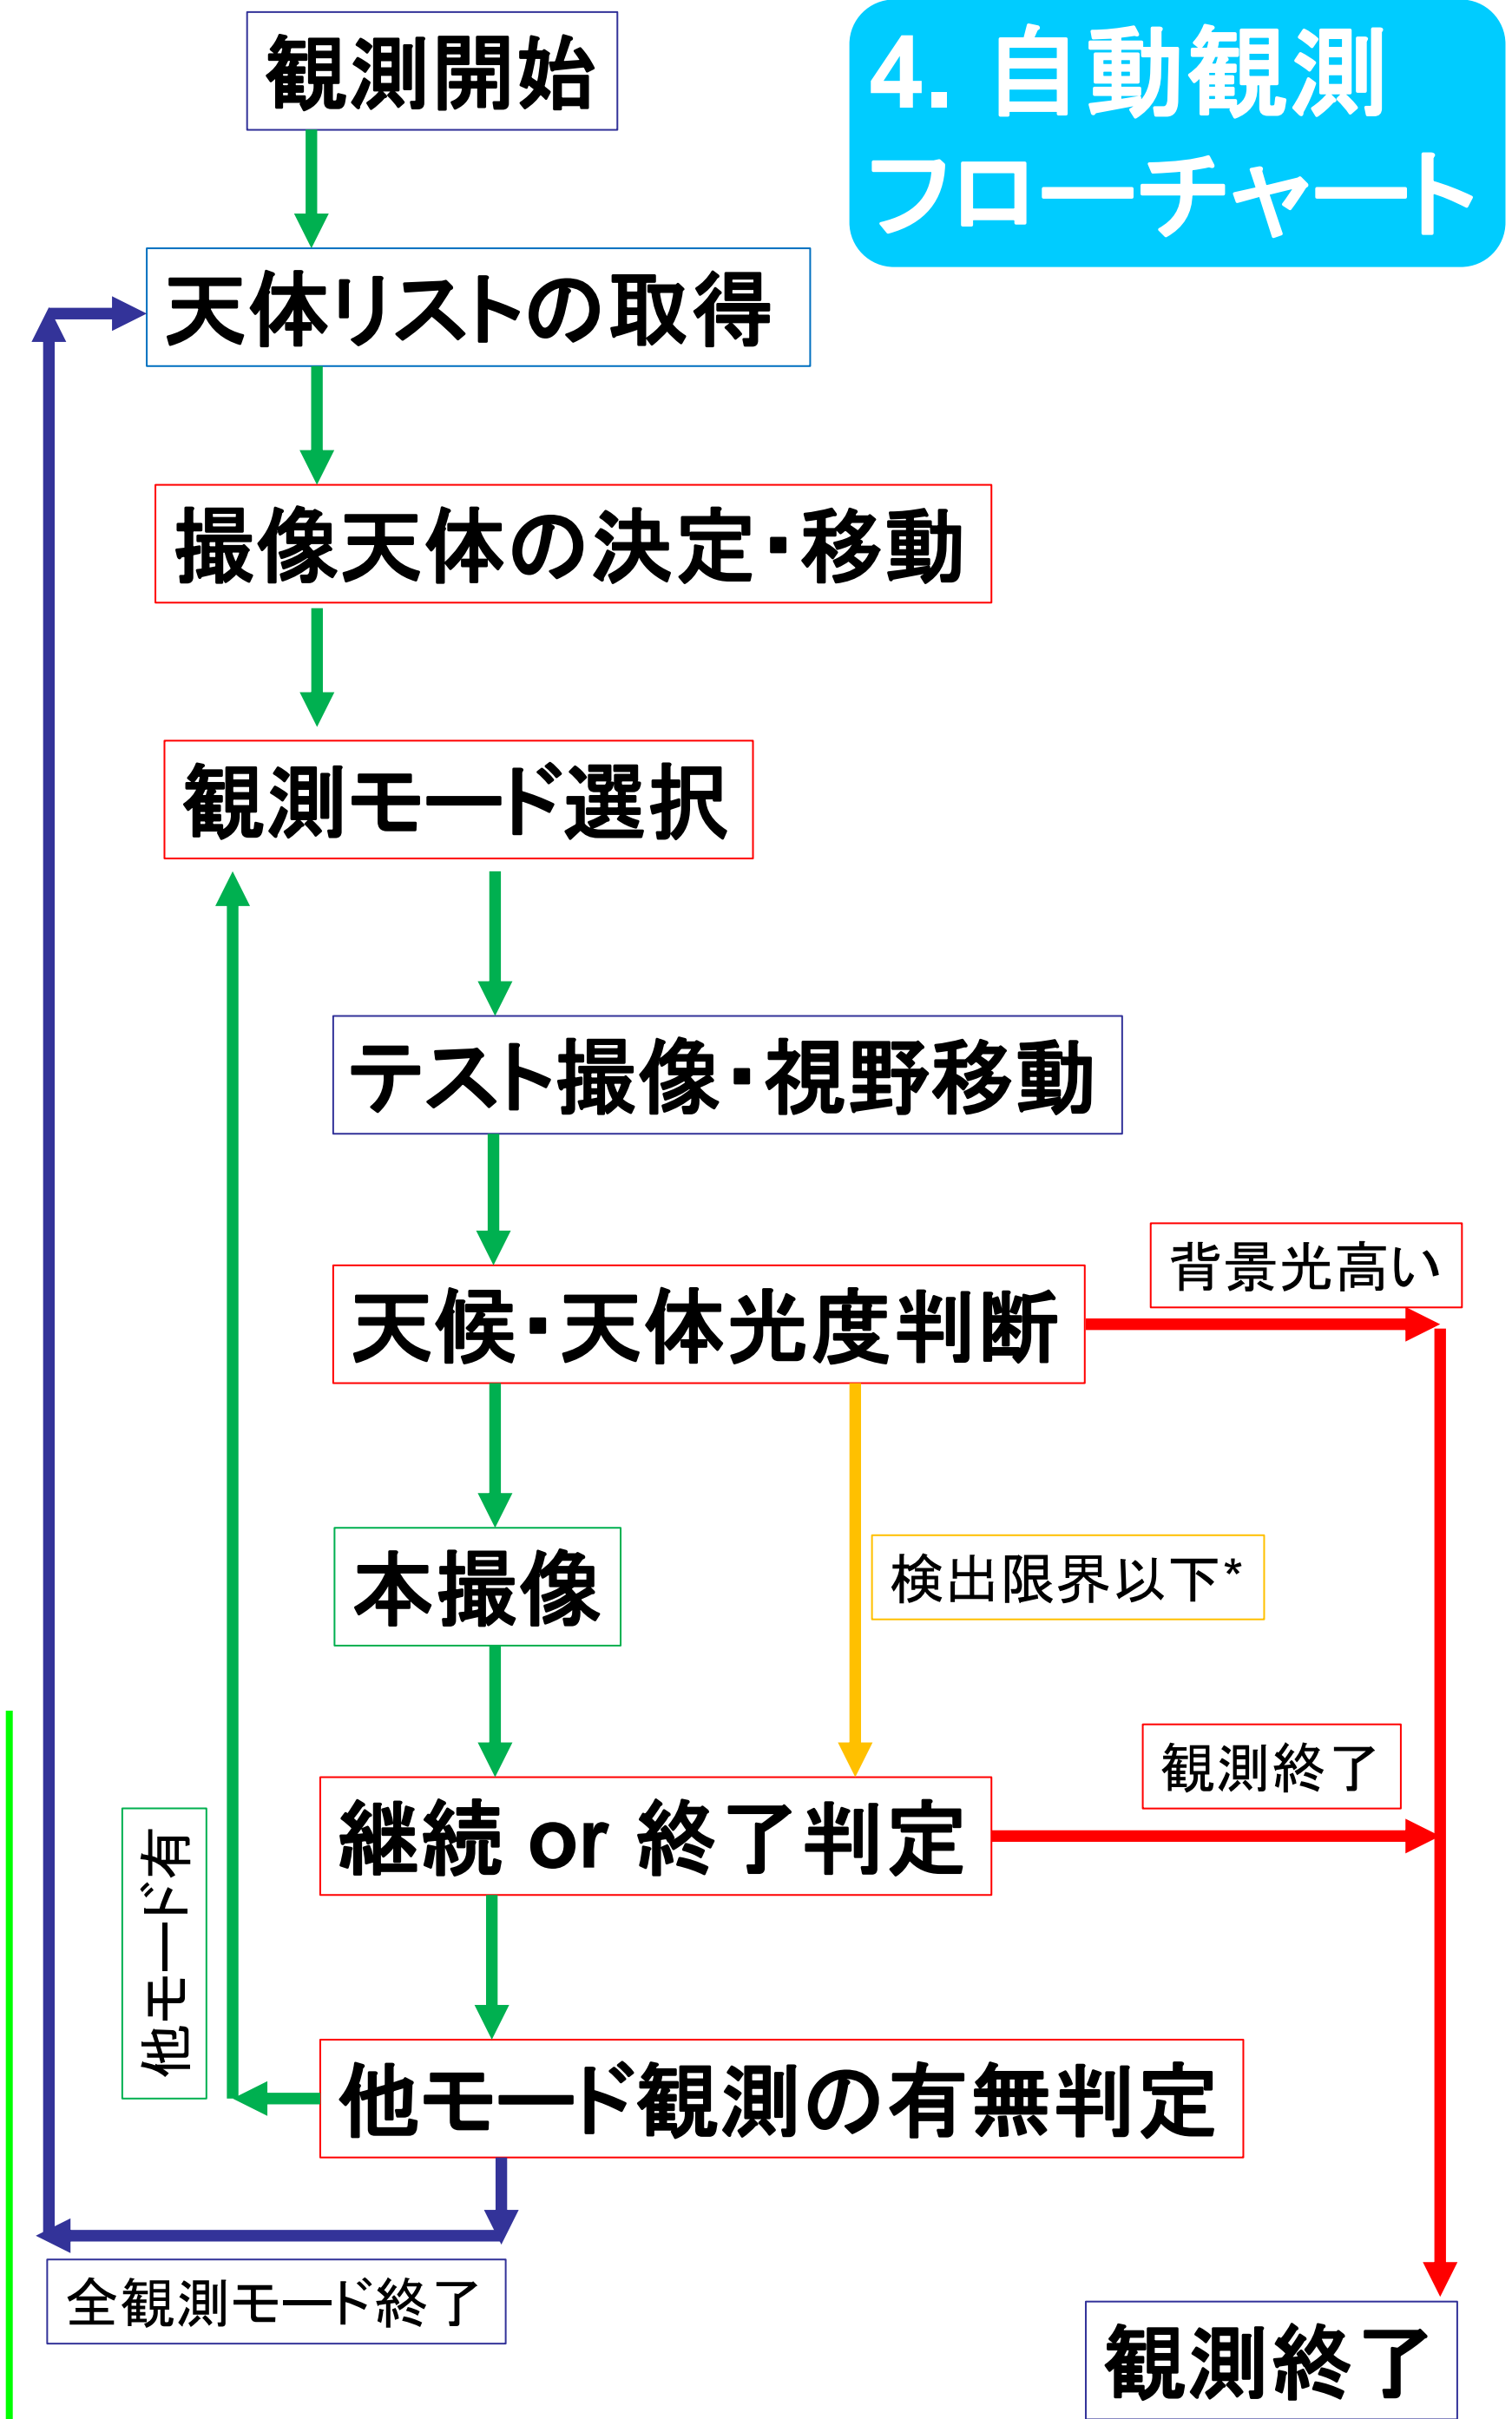 4. 自動観測
フローチャート
観測開始
天体リストの取得
撮像天体の決定・移動
観測モード選択
テスト撮像・視野移動
天候・天体光度判断
背景光高い
本撮像
検出限界以下*
継続 or 終了判定
観測終了
他モード有
他モード観測の有無判定
全観測モード終了
観測終了